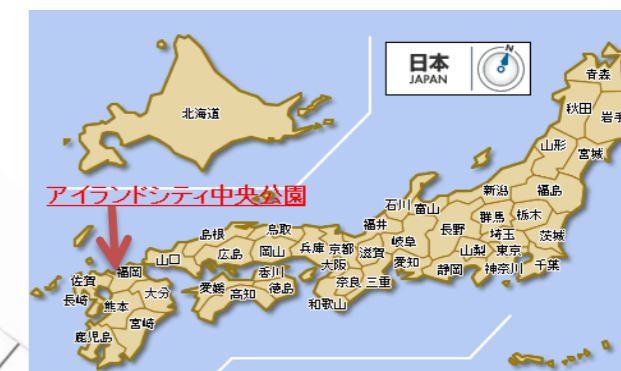 日本
JAPAN
N
北海道
青森
秋田
岩手
山形
宮城
アイランドシティ中央公園
新潟
福島
石川
富山
群馬
栃木
福井
長野
埼玉
茨城
島根
鳥取
岐阜
山梨
東京
山口
広島
岡山
兵庫
京都
滋賀
愛知
静岡
神奈川
千葉
福岡
大阪
佐賀
香川
奈良
三重
長崎
大分
愛媛
高知
徳島
熊本
和歌山
宮崎
鹿児島